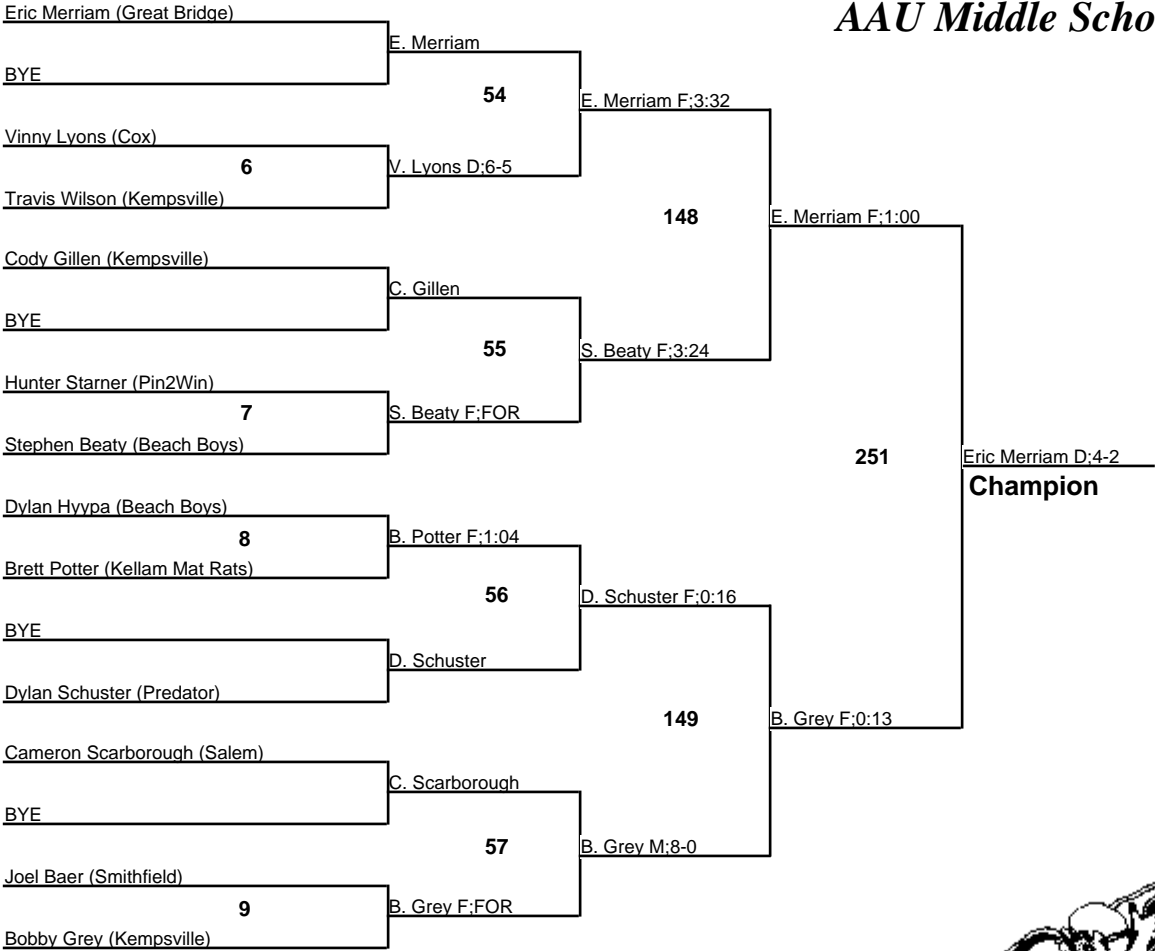 AAU Middle Scho
Eric Merriam (Great Bridge)
E. Merriam
BYE
54
E. Merriam F;3:32
Vinny Lyons (Cox)
6
V. Lyons D;6-5
Travis Wilson (Kempsville)
148
E. Merriam F;1:00
Cody Gillen (Kempsville)
C. Gillen
BYE
55
S. Beaty F;3:24
Hunter Starner (Pin2Win)
7
S. Beaty F;FOR
Stephen Beaty (Beach Boys)
251
Eric Merriam D;4-2
Champion
Dylan Hyypa (Beach Boys)
8
B. Potter F;1:04
Brett Potter (Kellam Mat Rats)
56
D. Schuster F;0:16
BYE
D. Schuster
Dylan Schuster (Predator)
149
B. Grey F;0:13
Cameron Scarborough (Salem)
C. Scarborough
BYE
57
B. Grey M;8-0
Joel Baer (Smithfield)
9
B. Grey F;FOR
Bobby Grey (Kempsville)